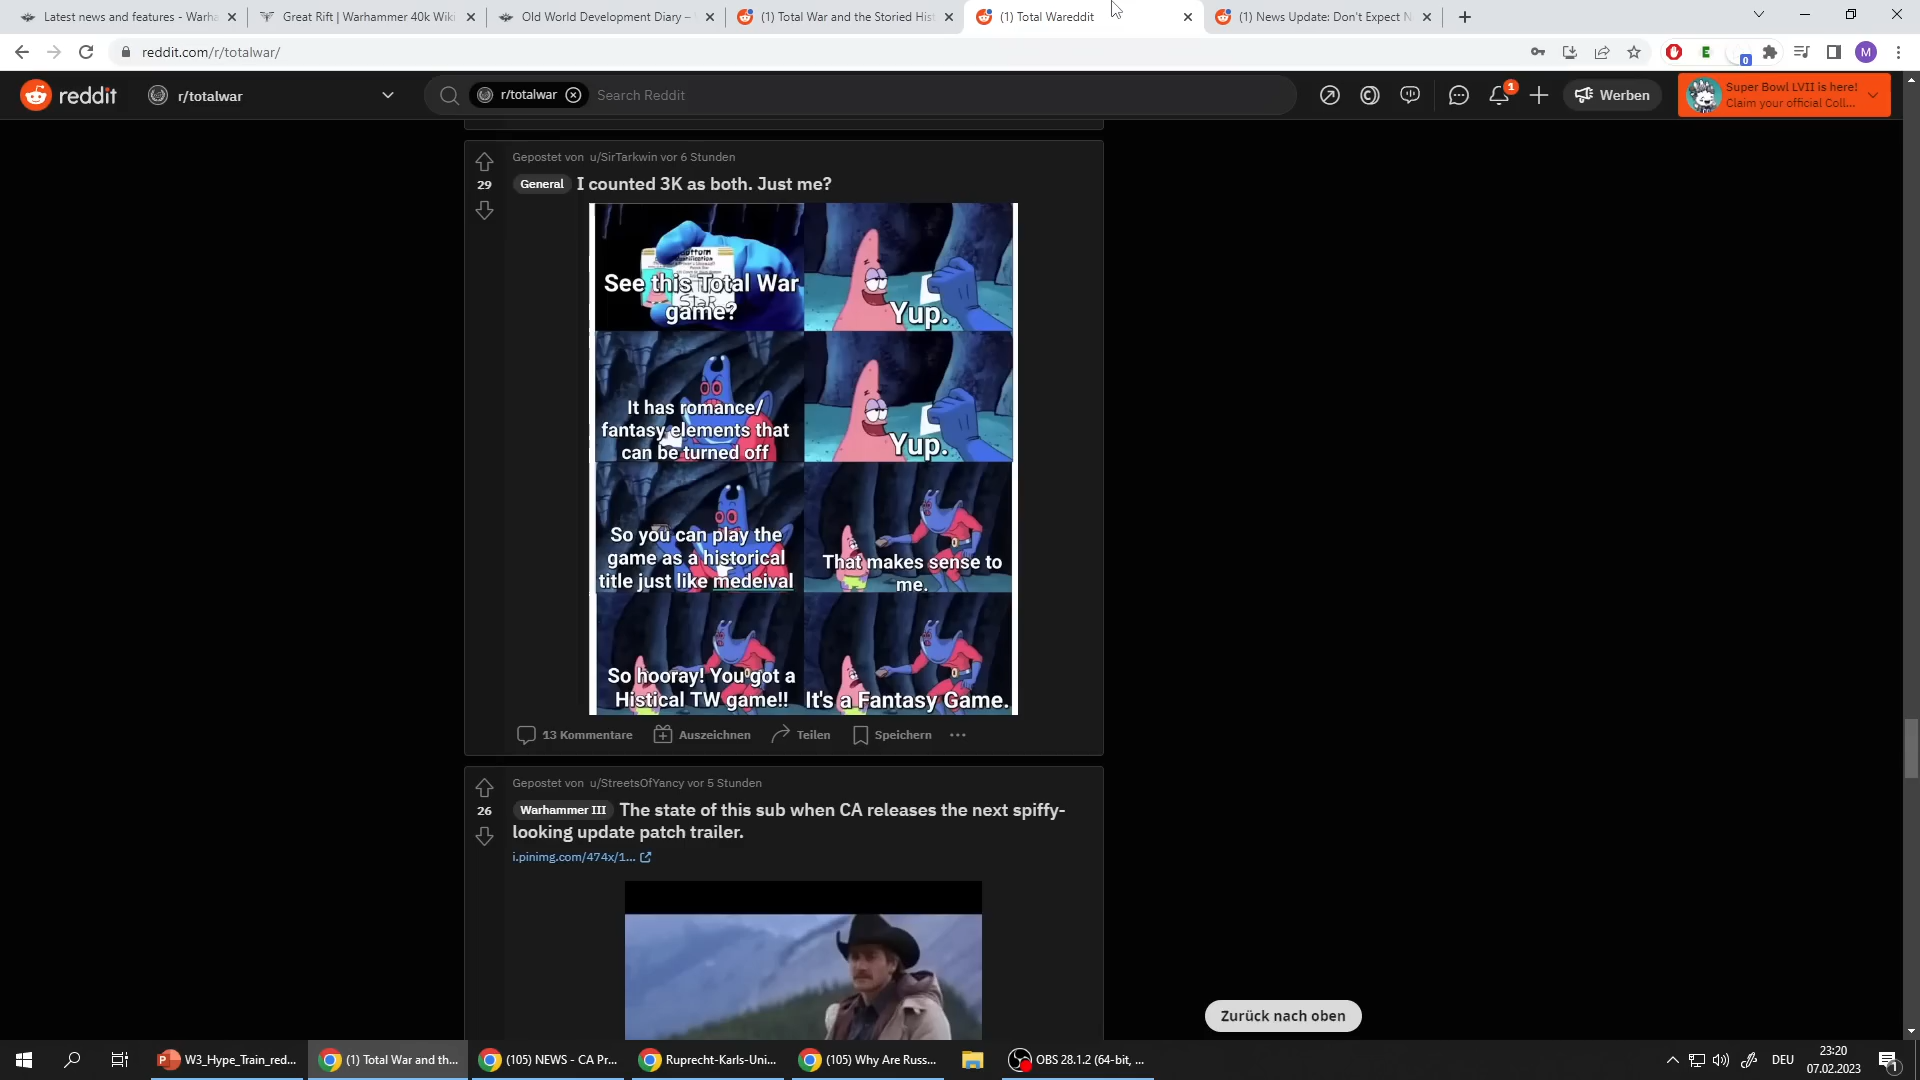 Latest news and features - Warha
Great Rift | Warhammer 40k Wiki
Old World Development Diary –
(1) Total War and the Storied Hist
(1) Total Wareddit
(1) News Update: Don't Expect N
reddit.com/r/totalwar/
0
M
reddit
r/totalwar
r/totalwar
Search Reddit
1
Werben
Super Bowl LVII is here!
Claim your official Coll...
Gepostet von u/SirTarkwin vor 6 Stunden
29
General
I counted 3K as both. Just me?
See this Total War
game?
Yup.
It has romance/
fantasy elements that
can be turned off
Yup.
So you can play the
game as a historical
title just like medeival
That makes sense to
me.
So hooray! You got a
Histical TW game!!
It's a Fantasy Game.
13 Kommentare
Auszeichnen
Teilen
Speichern
Gepostet von u/StreetsOfYancy vor 5 Stunden
26
Warhammer III
The state of this sub when CA releases the next spiffy-
looking update patch trailer.
i.pinimg.com/474x/1...
Zurück nach oben
W3_Hype_Train_red...
(1) Total War and th...
(105) NEWS - CA Pr...
Ruprecht-Karls-Uni...
(105) Why Are Russ...
OBS 28.1.2 (64-bit, ...
DEU
23:20
07.02.2023
1